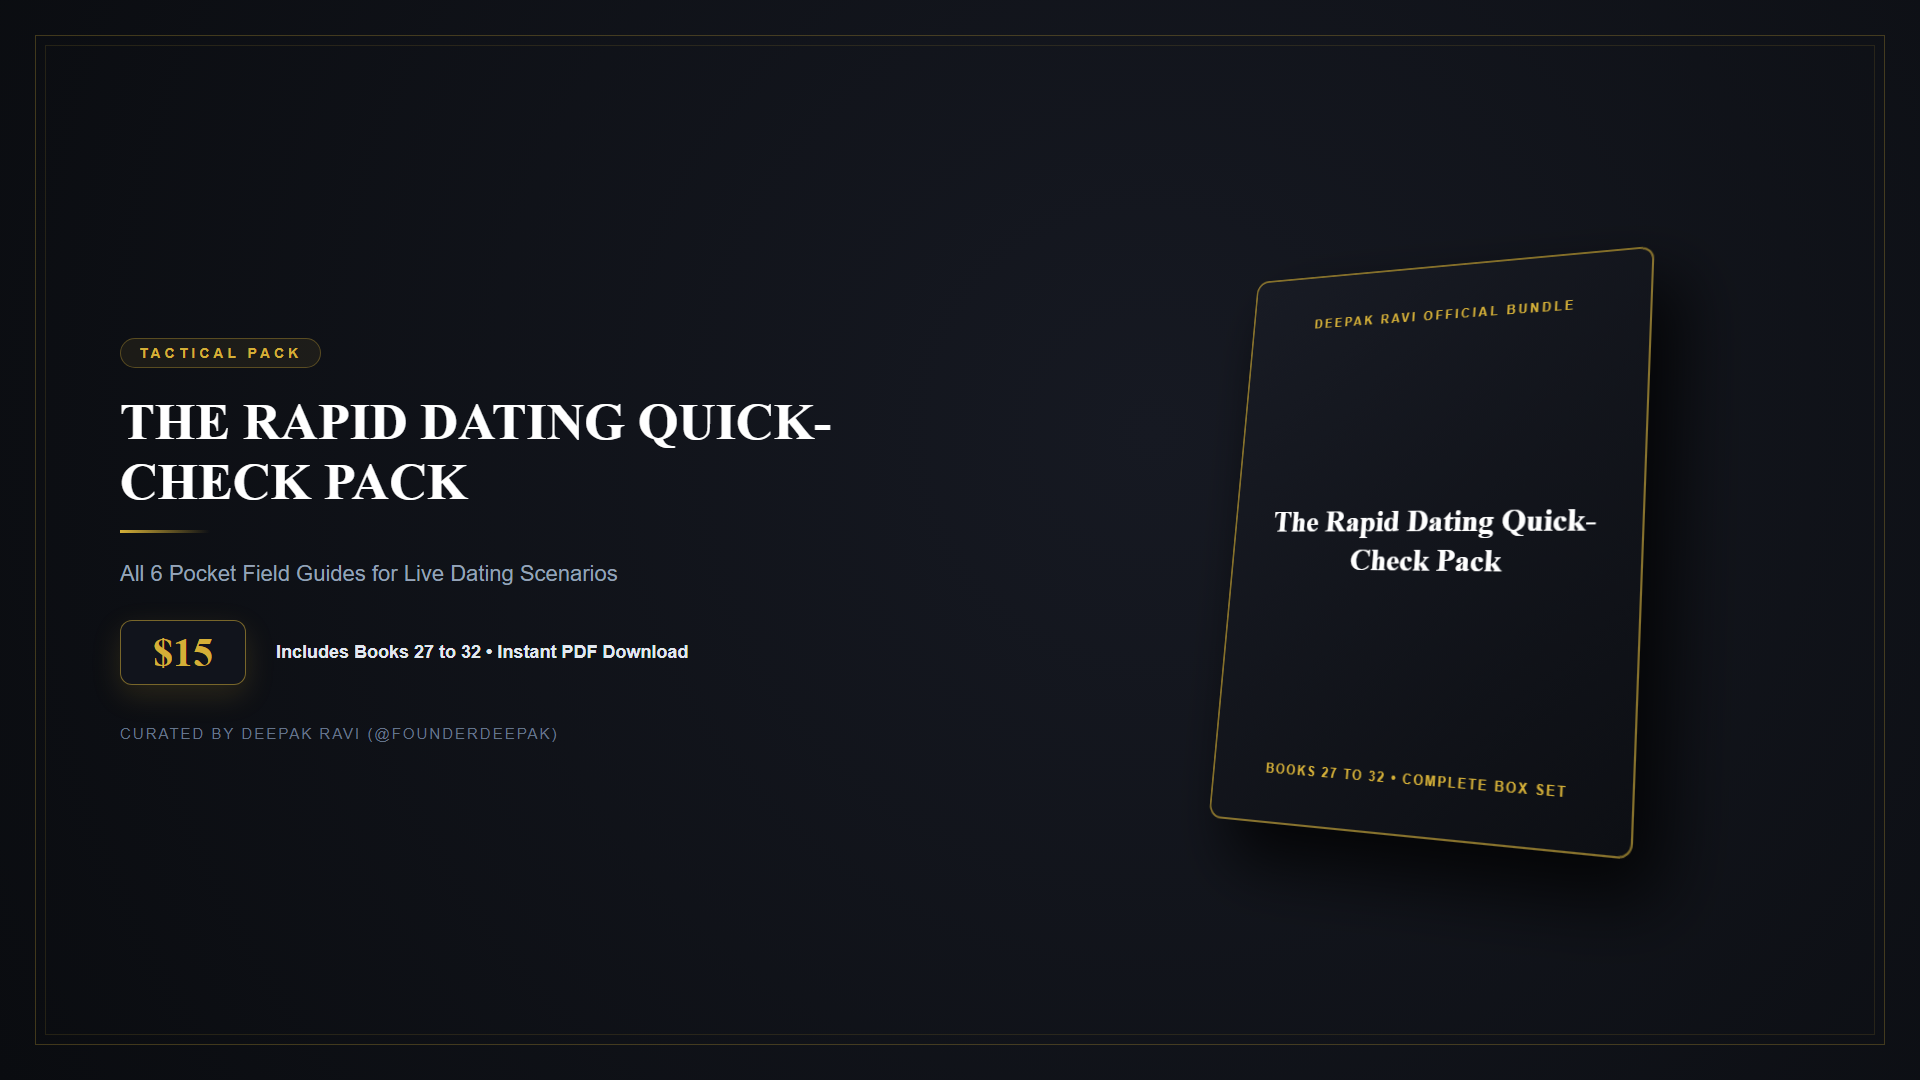 TACTICAL PACK
THE RAPID DATING QUICK-
CHECK PACK
All 6 Pocket Field Guides for Live Dating Scenarios
$15
Includes Books 27 to 32 • Instant PDF Download
CURATED BY DEEPAK RAVI (@FOUNDERDEEPAK)
DEEPAK RAVI OFFICIAL BUNDLE
The Rapid Dating Quick-
Check Pack
BOOKS 27 TO 32 • COMPLETE BOX SET